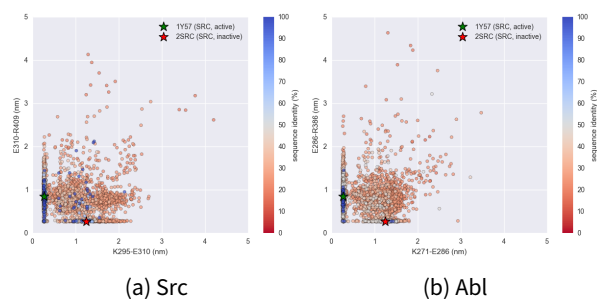 1Y57 (SRC, active)
2SRC (SRC, inactive)
E310-R409 (nm)
5
4
3
2
1
0
0 1 2 3 4 5
K295-E310 (nm)
100
90
80
70
60
50
40
30
20
10
0
sequence identity (%)
(a) Src
1Y57 (SRC, active)
2SRC (SRC, inactive)
E286-R386 (nm)
5
4
3
2
1
0
0 1 2 3 4 5
K271-E286 (nm)
100
90
80
70
60
50
40
30
20
10
0
sequence identity (%)
(b) Abl